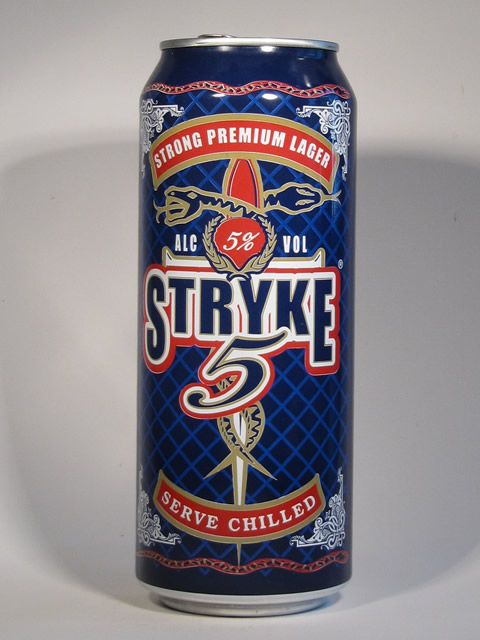 STRONG PREMIUM LAGER
ALC 5% VOL
STRYKE ®
5
SERVE CHILLED